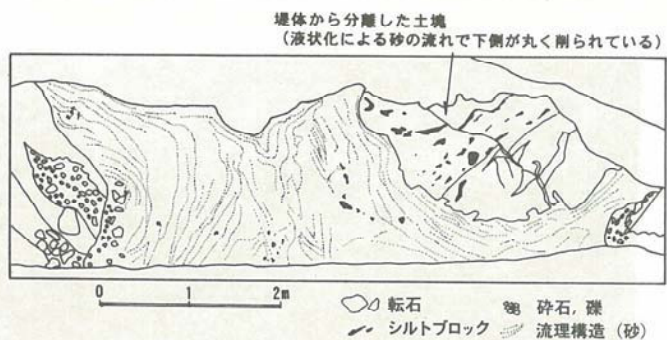 堤体から分離した土塊
(液状化による砂の流れで下側が丸く削られている)
0 1 2m
転石 砕石, 礫
シルトブロック 流理構造 (砂)